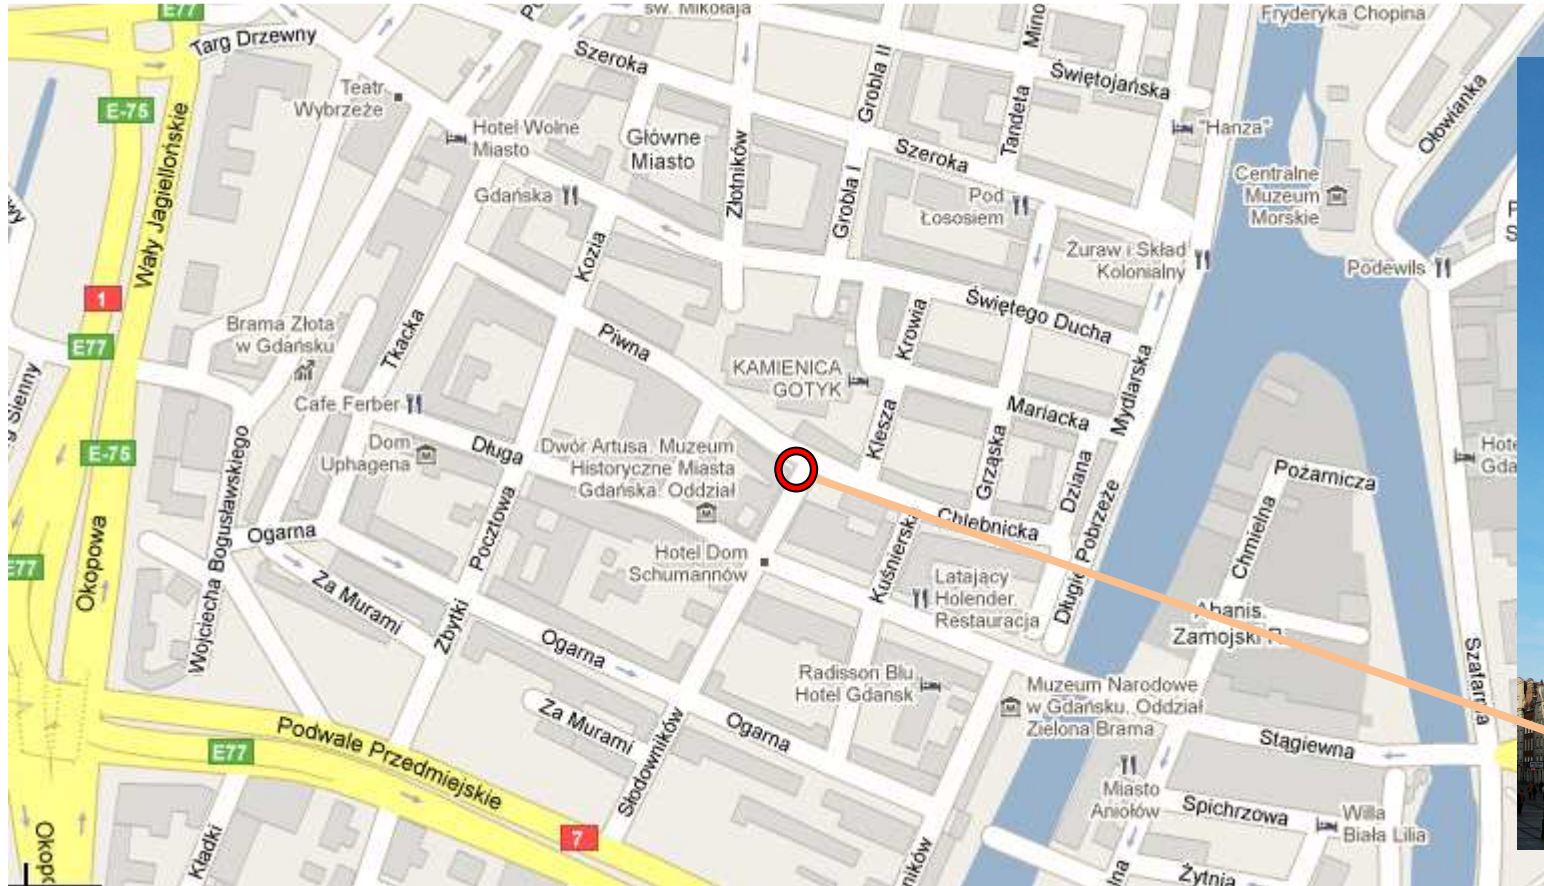 E77
Targ Drzewny
E-75
Wały Jagiellońskie
Teatr
Wybrzeże
Szeroka
św. Mikołaja
Hotel Wolne
Miasto
Główne
Miasto
Gdańska
Złotników
Grobla II
Grobla I
Szeroka
Tandeta
Świętojańska
Fryderyka Chopina
"Hanza"
Ołowianka
Centralne
Muzeum
Morskie
Pod
Łososiem
Żuraw i Skład
Kolonialny
Podewils
1
E77
Brama Złota
w Gdańsku
Tkacka
Kozia
Piwna
Świętego Ducha
Krowia
KAMIENICA
GOTYK
Mariacka
Mydlarska
Cafe Ferber
Dom
Uphagena
Długa
Dwór Artusa. Muzeum
Historyczne Miasta
Gdańska. Oddział
Klesza
Grząska
Dziana
Długie Pobrzeże
Pożarnicza
Chmielna
E-75
Wojciecha Bogusławskiego
Okopowa
Ogarna
Pocztowa
Chlebnicka
Hotel Dom
Schumannów
Kuśnierska
Latający
Holender.
Restauracja
E77
Za Murami
Zbytki
Ogarna
Abanis.
Zamojski
Szafarnia
Radisson Blu
Hotel Gdańsk
Muzeum Narodowe
w Gdańsku. Oddział
Zielona Brama
Za Murami
Słodowników
Ogarna
Stągiewna
Podwale Przedmiejskie
E77
Miasto
Aniołów
Spichrzowa
Willa
Biała Lilia
7
Kładki
Żytnia